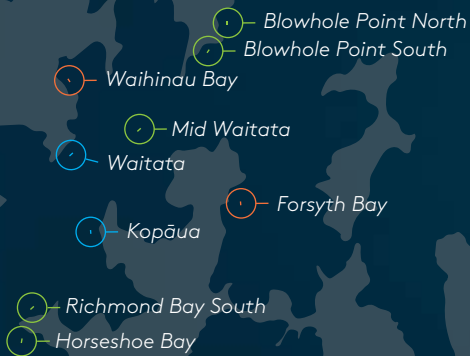 Blowhole Point North
Blowhole Point South
Waihinau Bay
Mid Waitata
Waitata
Forsyth Bay
Kopāua
Richmond Bay South
Horseshoe Bay